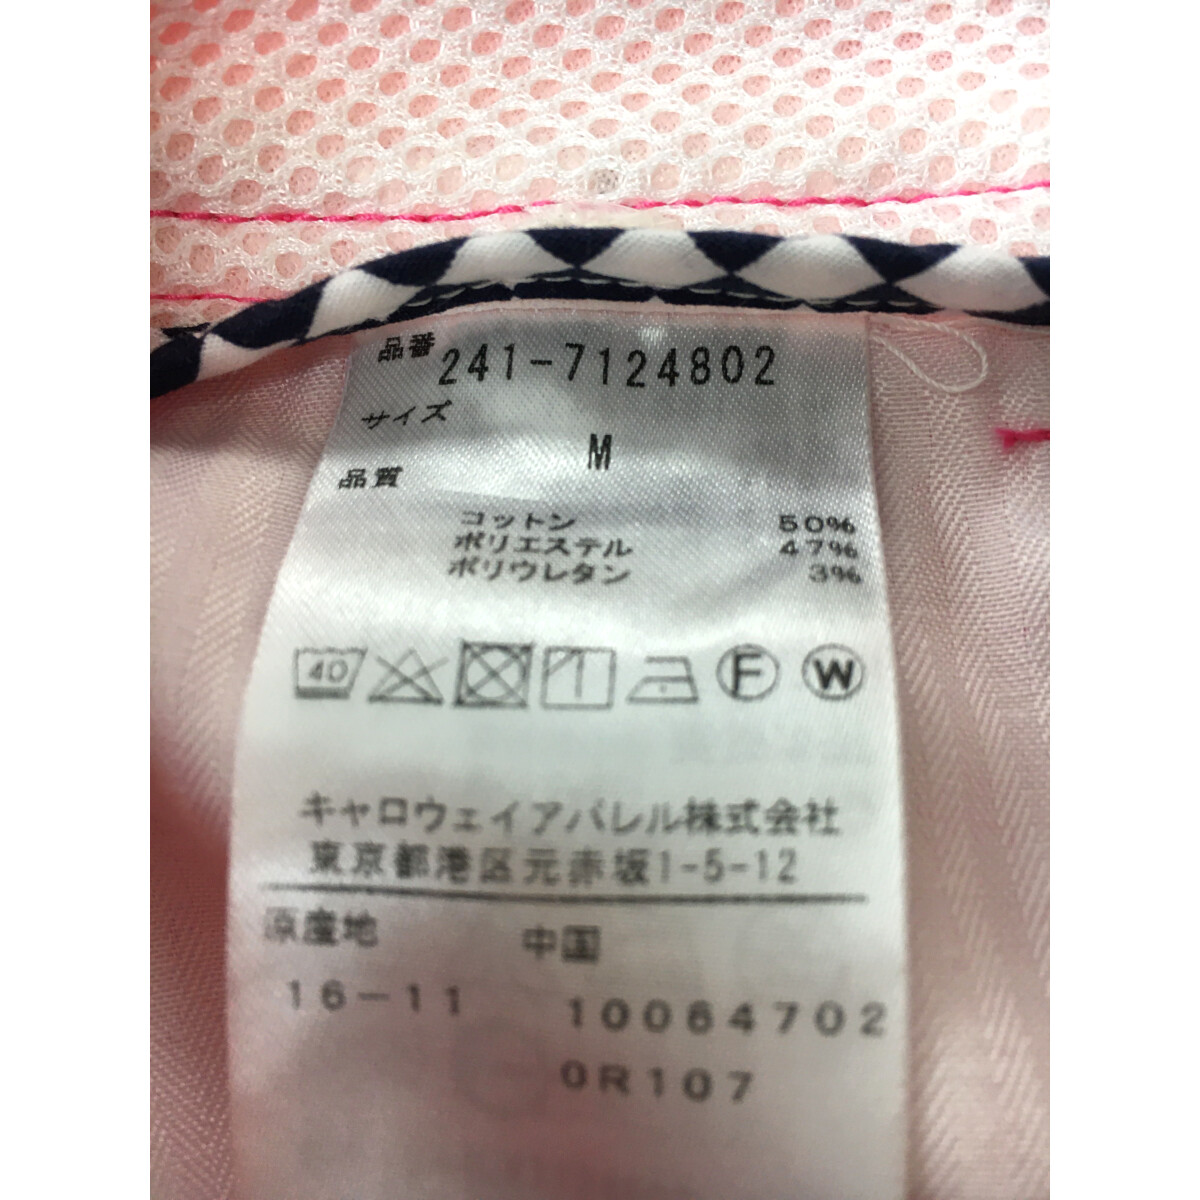 品番 241-7124802
サイズ M
品質
コットン 50%
ポリエステル 47%
ポリウレタン 3%
40 F W
キャロウェイアパレル株式会社
東京都港区元赤坂1-5-12
原産地 中国
16-11 10064702
0R107